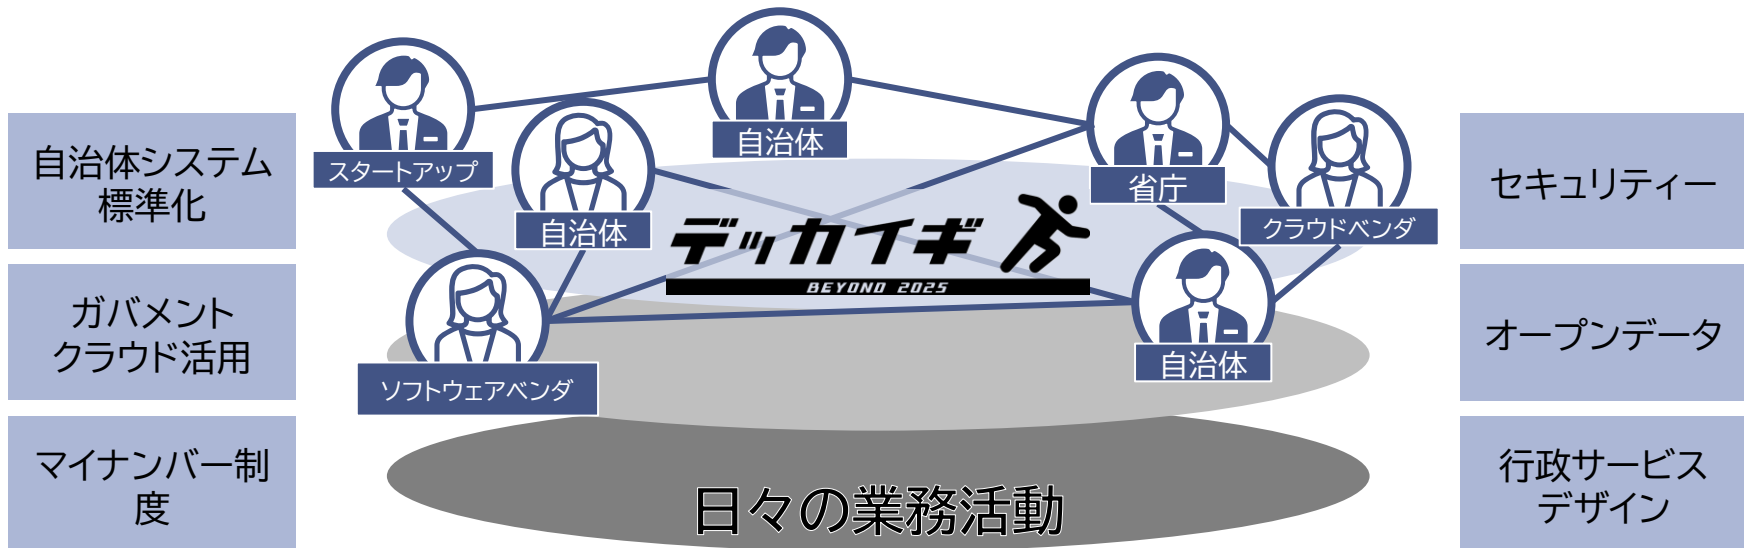 自治体システム
標準化
ガバメント
クラウド活用
マイナンバー制
度
スタートアップ
自治体
自治体
省庁
クラウドベンダ
ソフトウェアベンダ
自治体
デッカイギ
BEYOND 2025
日々の業務活動
セキュリティー
オープンデータ
行政サービス
デザイン